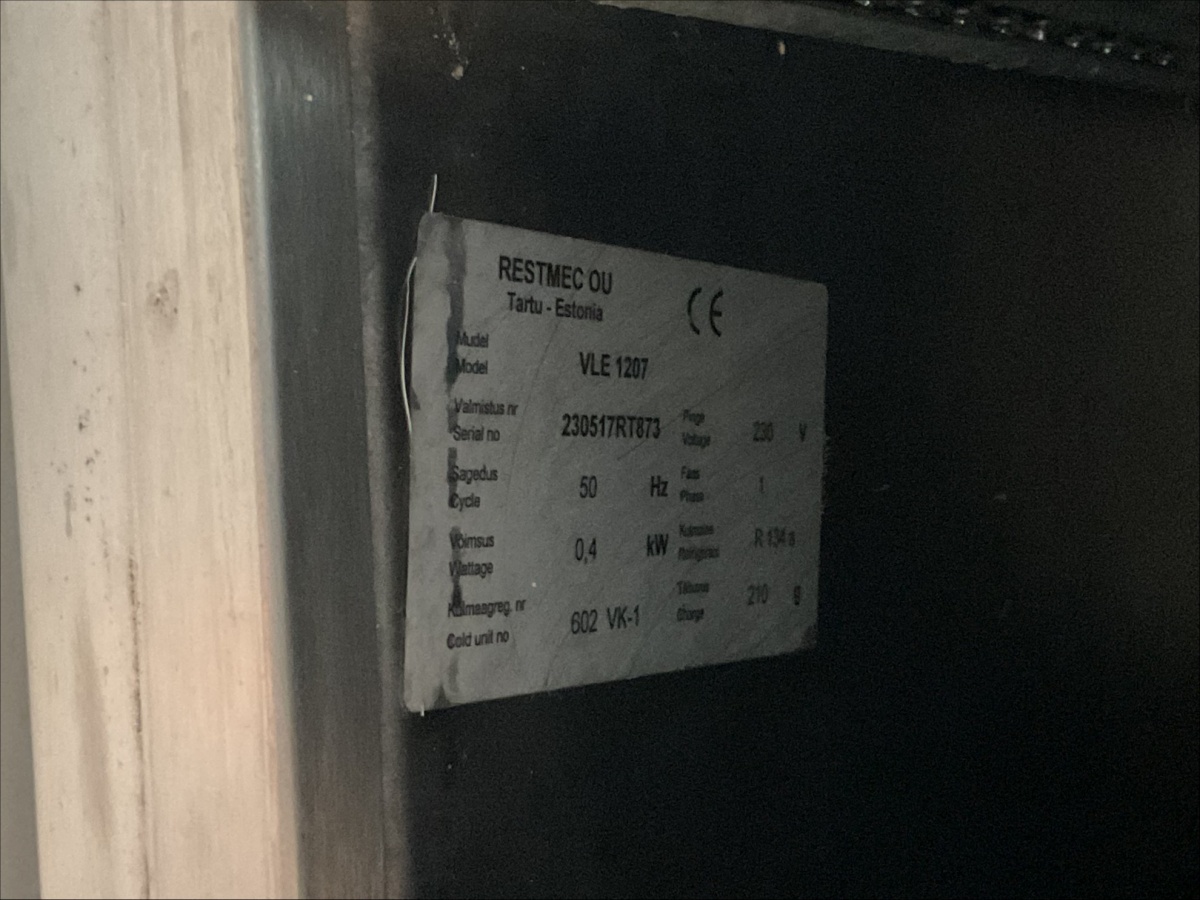 RESTMEC OU
Tartu - Estonia
CE
Mudel
Model
VLE 1207
Valmistus nr
Serial no
230517RT873
Pinge
Voltage
230 V
Sagedus
Cycle
50 Hz
Faas
Phase
1
Võimsus
Wattage
0,4 kW
Külmaine
Refrigerant
R 134 a
Külmaagreg. nr
Cold unit no
602 VK-1
Charge
210 g